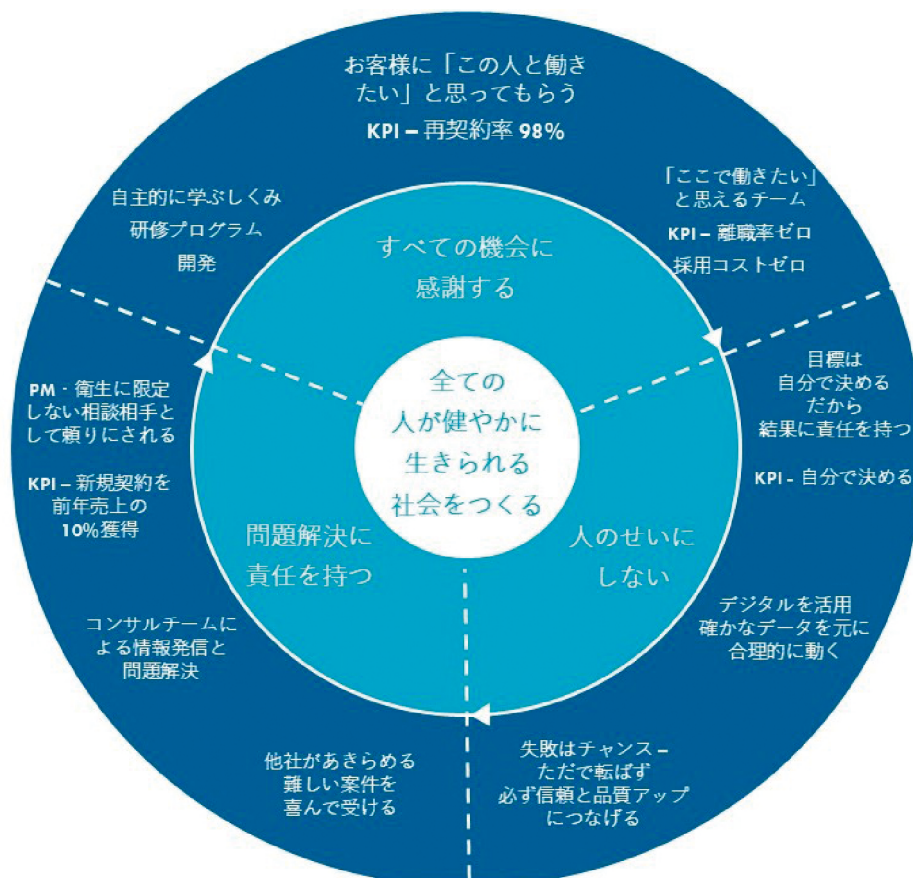 お客様に「この人と働き
たい」と思ってもらう
KPI – 再契約率 98%
自主的に学ぶしくみ
研修プログラム
開発
「ここで働きたい」
と思えるチーム
KPI – 離職率ゼロ
採用コストゼロ
すべての機会に
感謝する
全ての
人が健やかに
生きられる
社会をつくる
PM・衛生に限定
しない相談相手と
して頼りにされる
KPI – 新規契約を
前年売上の
10%獲得
目標は
自分で決める
だから
結果に責任を持つ
KPI - 自分で決める
問題解決に
責任を持つ
人のせいに
しない
コンサルチームに
よる情報発信と
問題解決
デジタルを活用
確かなデータを元に
合理的に動く
他社があきらめる
難しい案件を
喜んで受ける
失敗はチャンス –
ただで転ばず
必ず信頼と品質アップ
につなげる